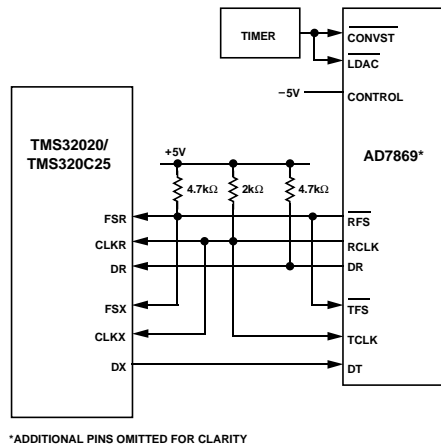 TIMER
CONVST
LDAC
−5V
CONTROL
TMS32020/
TMS320C25
+5V
AD7869*
4.7kΩ
2kΩ
4.7kΩ
FSR
RFS
CLKR
RCLK
DR
DR
FSX
TFS
CLKX
TCLK
DX
DT
*ADDITIONAL PINS OMITTED FOR CLARITY